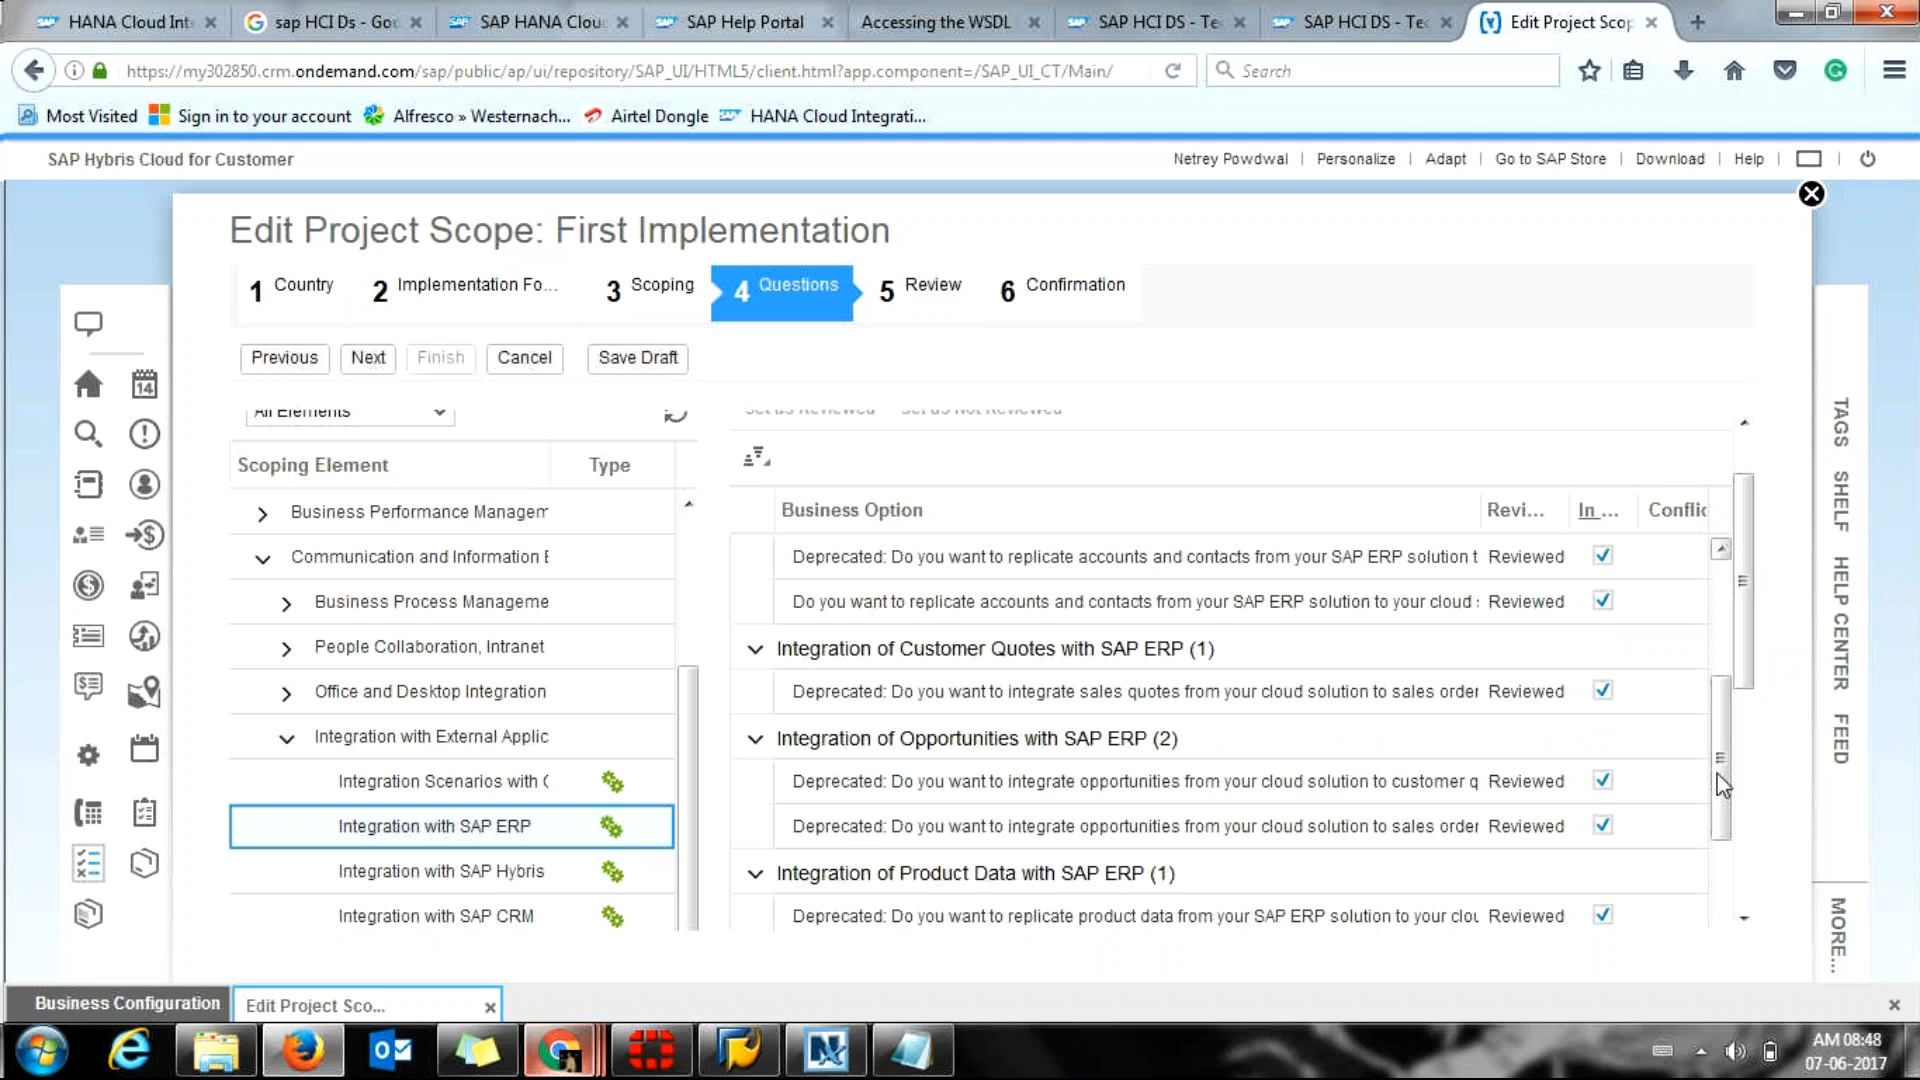 HANA Cloud Int
sap HCI Ds - Goo
SAP HANA Clou
SAP Help Portal
Accessing the WSDL
SAP HCI DS - Te
SAP HCI DS - Tec
Edit Project Scop
https://my302850.crm.ondemand.com/sap/public/ap/ui/repository/SAP_UI/HTML5/client.html?app.component=/SAP_UI_CT/Main/
Search
Most Visited
Sign in to your account
Alfresco » Westernach...
Airtel Dongle
HANA Cloud Integrati...
SAP Hybris Cloud for Customer
Netrey Powdwal
Personalize
Adapt
Go to SAP Store
Download
Help
Edit Project Scope: First Implementation
1 Country
2 Implementation Fo...
3 Scoping
4 Questions
5 Review
6 Confirmation
Previous
Next
Finish
Cancel
Save Draft
All Elements
Set as Reviewed
Set as Not Reviewed
Scoping Element
Type
Business Option
Revi...
In ...
Conflic
Business Performance Managem
Communication and Information E
Business Process Manageme
People Collaboration, Intranet
Office and Desktop Integration
Integration with External Applic
Integration Scenarios with C
Integration with SAP ERP
Integration with SAP Hybris
Integration with SAP CRM
Deprecated: Do you want to replicate accounts and contacts from your SAP ERP solution t
Reviewed
Do you want to replicate accounts and contacts from your SAP ERP solution to your cloud s
Reviewed
Integration of Customer Quotes with SAP ERP (1)
Deprecated: Do you want to integrate sales quotes from your cloud solution to sales order
Reviewed
Integration of Opportunities with SAP ERP (2)
Deprecated: Do you want to integrate opportunities from your cloud solution to customer q
Reviewed
Deprecated: Do you want to integrate opportunities from your cloud solution to sales order
Reviewed
Integration of Product Data with SAP ERP (1)
Deprecated: Do you want to replicate product data from your SAP ERP solution to your clou
Reviewed
14
TAGS
SHELF
HELP CENTER
FEED
MORE...
Business Configuration
Edit Project Sco...
AM 08:48
07-06-2017